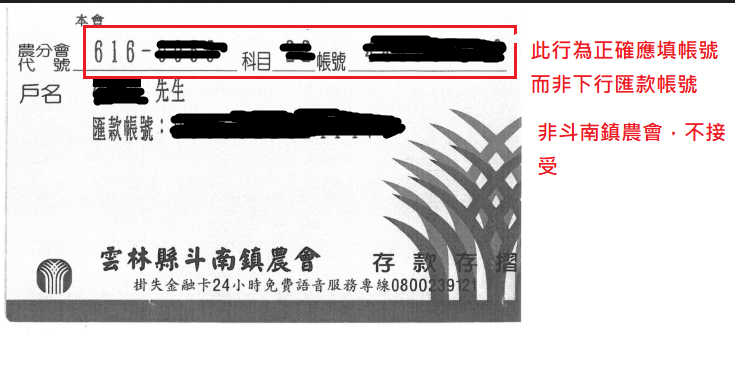 本會
農分會
代　號 616- 科目 帳號
戶名 先生
匯款帳號：
雲林縣斗南鎮農會 存款存摺
掛失金融卡24小時免費語音服務專線0800239121
此行為正確應填帳號
而非下行匯款帳號
非斗南鎮農會，不接
受